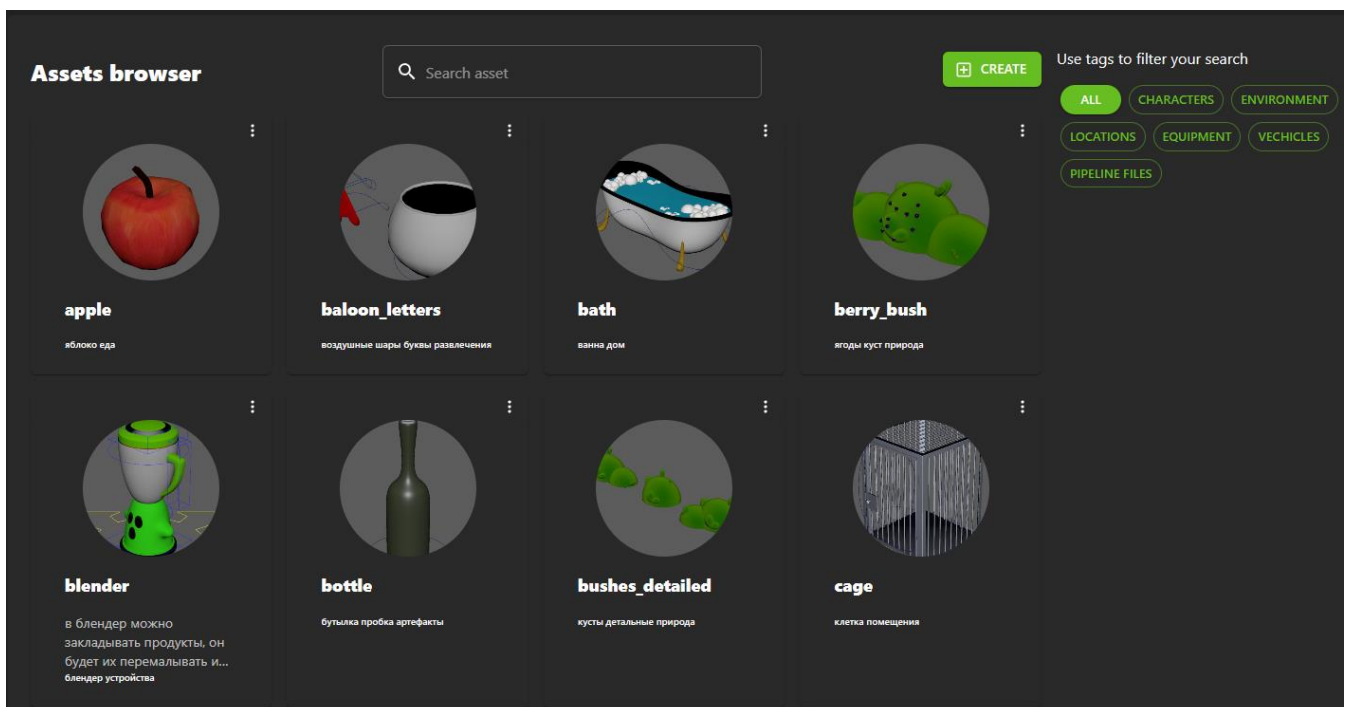 Assets browser
Search asset
CREATE
Use tags to filter your search
ALL CHARACTERS ENVIRONMENT
LOCATIONS EQUIPMENT VECHICLES
PIPELINE FILES
apple
яблоко еда
baloon_letters
воздушные шары буквы развлечения
bath
ванна дом
berry_bush
ягоды куст природа
blender
в блендер можно
закладывать продукты, он
будет их перемалывать и...
блендер устройства
bottle
бутылка пробка артефакты
bushes_detailed
кусты детальные природа
cage
клетка помещения